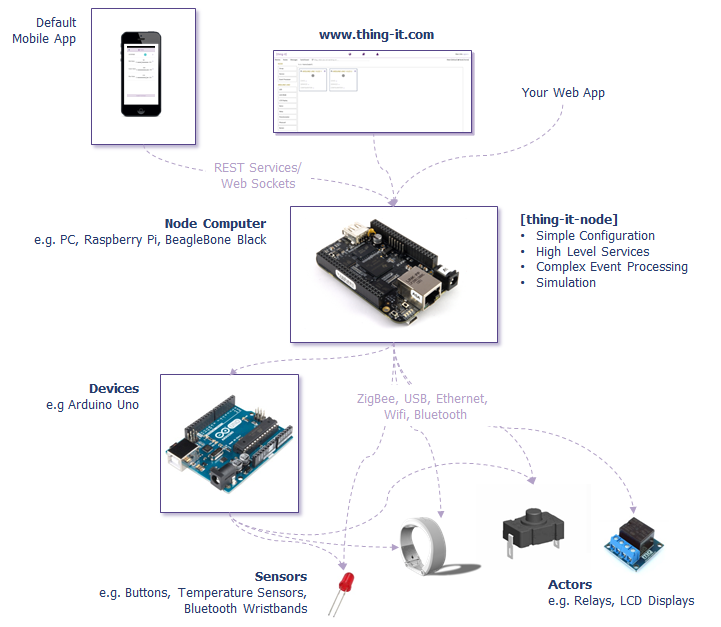 Default
Mobile App
www.thing-it.com
Your Web App
REST Services/
Web Sockets
Node Computer
e.g. PC, Raspberry Pi, BeagleBone Black
[thing-it-node]
• Simple Configuration
• High Level Services
• Complex Event Processing
• Simulation
Devices
e.g Arduino Uno
ZigBee, USB, Ethernet,
Wifi, Bluetooth
Sensors
e.g. Buttons, Temperature Sensors,
Bluetooth Wristbands
Actors
e.g. Relays, LCD Displays